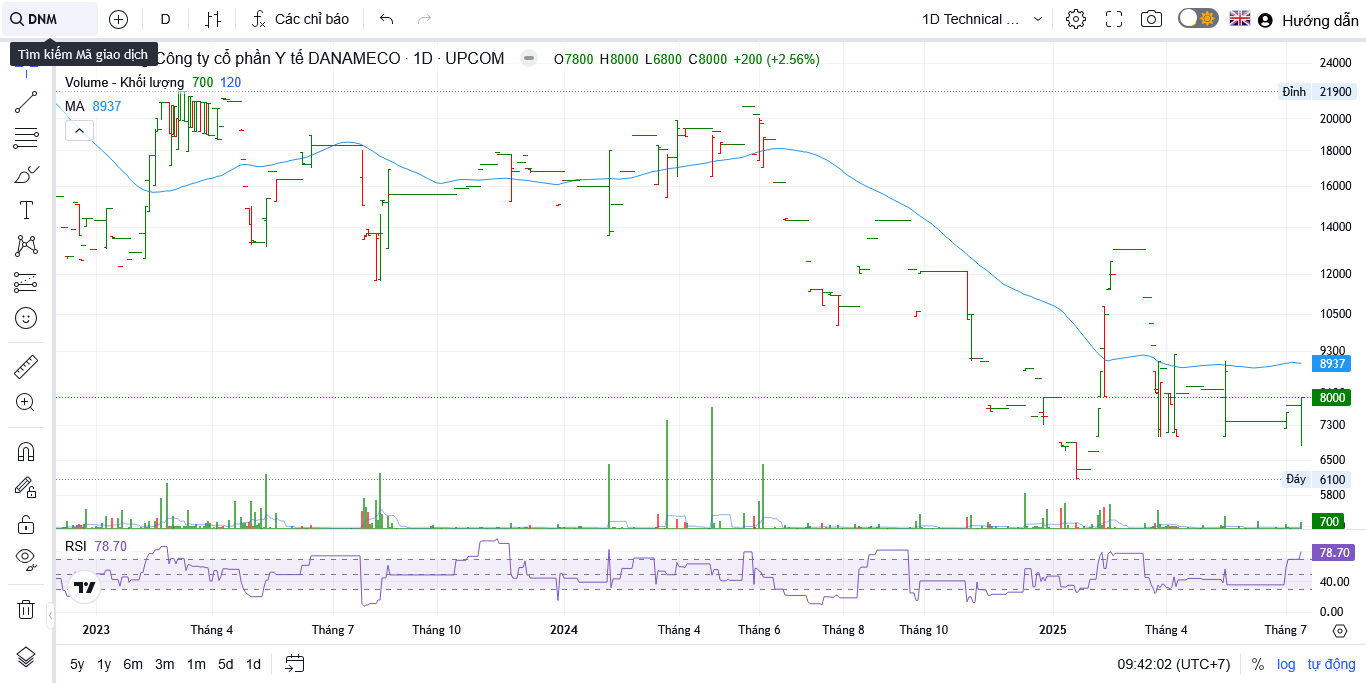 DNM
D
Các chỉ báo
1D Technical ...
Hướng dẫn
Tìm kiếm Mã giao dịch
Công ty cổ phần Y tế DANAMECO · 1D · UPCOM
O7800 H8000 L6800 C8000 +200 (+2.56%)
Volume - Khối lượng 700 120
MA 8937
24000
Đỉnh 21900
20000
18000
16000
14000
12000
10500
9300
8937
8000
7300
6500
Đáy 6100
5800
700
RSI 78.70
78.70
40.00
0.00
2023 Tháng 4 Tháng 7 Tháng 10 2024 Tháng 4 Tháng 6 Tháng 8 Tháng 10 2025 Tháng 4 Tháng 7
5y 1y 6m 3m 1m 5d 1d
09:42:02 (UTC+7) % log tự động